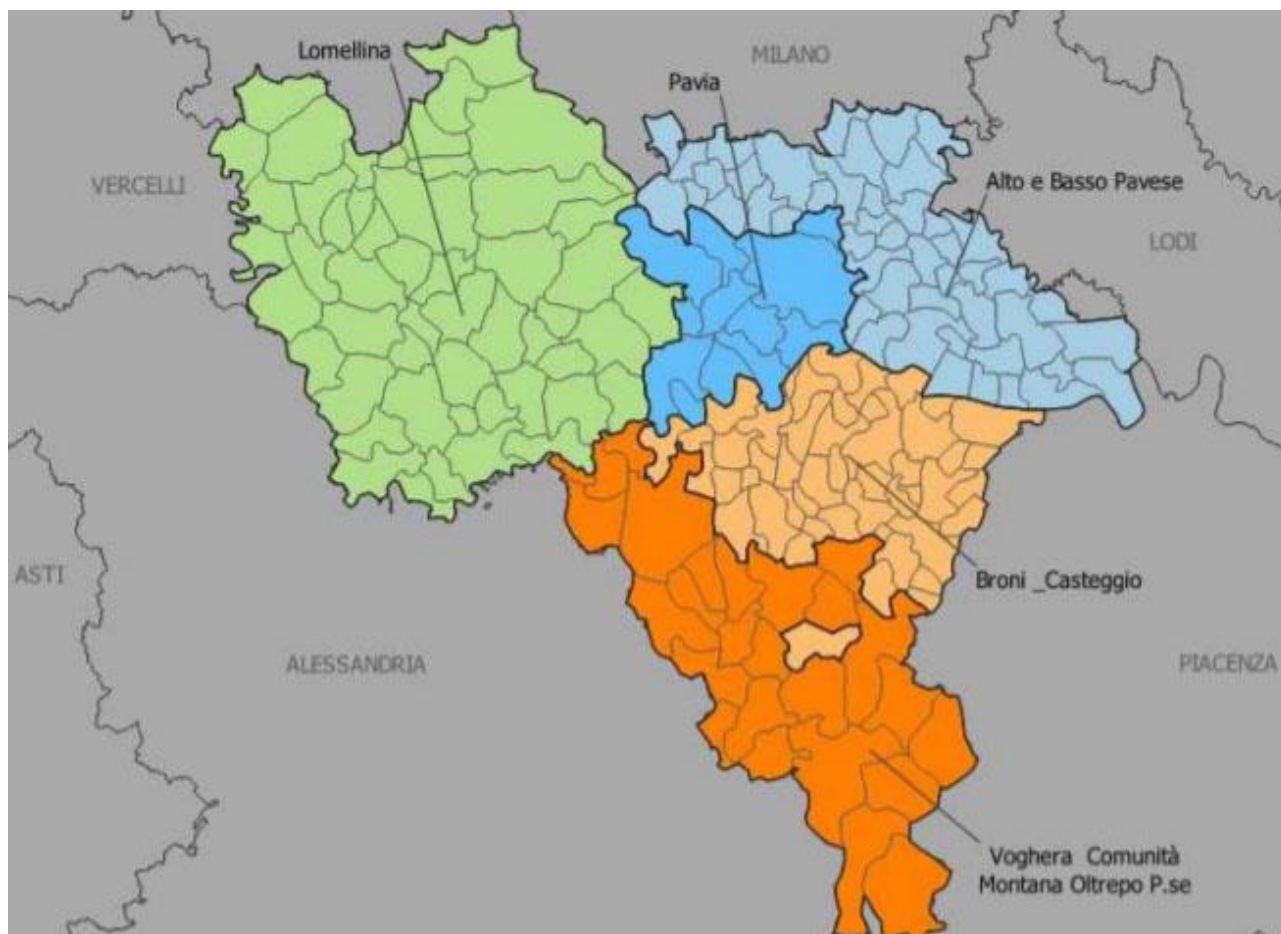 Lomellina
MILANO
Pavia
VERCELLI
Alto e Basso Pavese
LODI
ASTI
Broni _Casteggio
ALESSANDRIA
PIACENZA
Voghera Comunità
Montana Oltrepo P.se